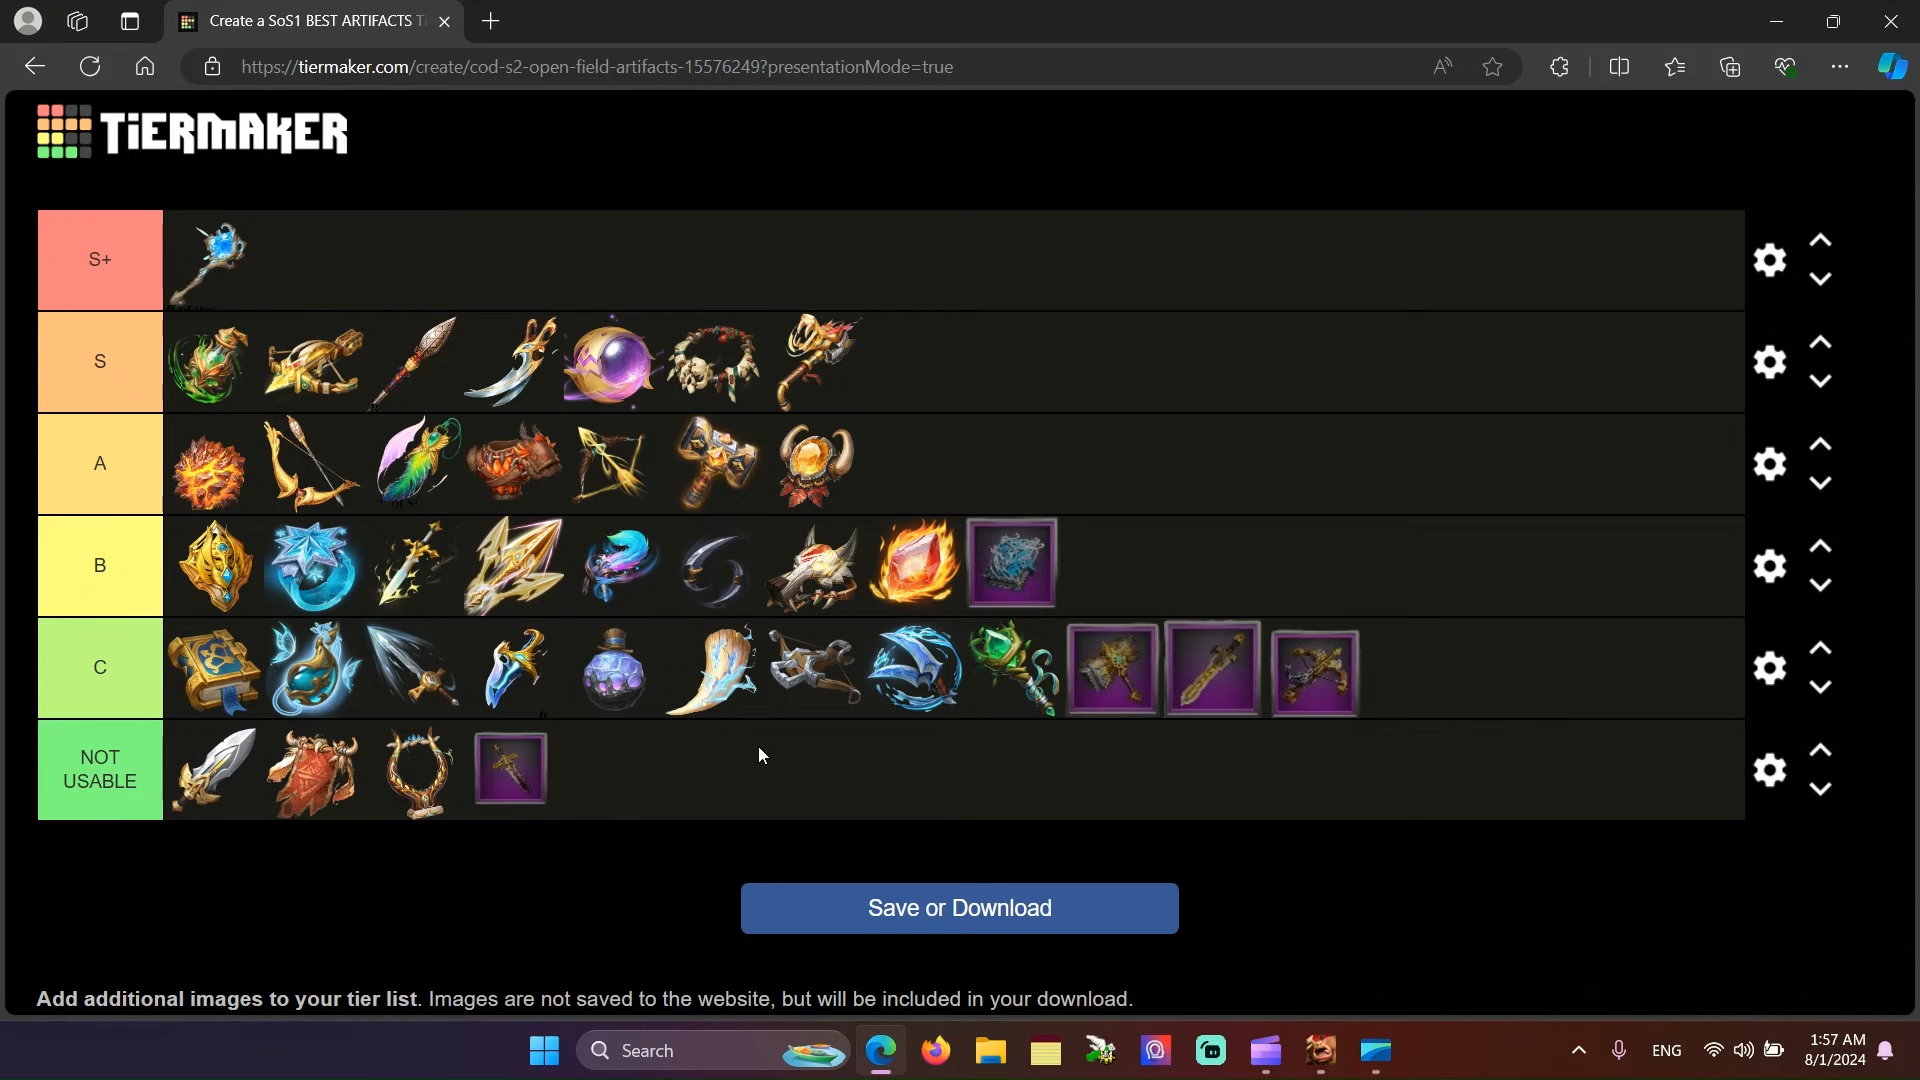 Create a SoS1 BEST ARTIFACTS
https://tiermaker.com/create/cod-s2-open-field-artifacts-15576249?presentationMode=true
TiERMAKER
S+
S
A
B
C
NOT
USABLE
Save or Download
Add additional images to your tier list. Images are not saved to the website, but will be included in your download.
Search
ENG
1:57 AM
8/1/2024